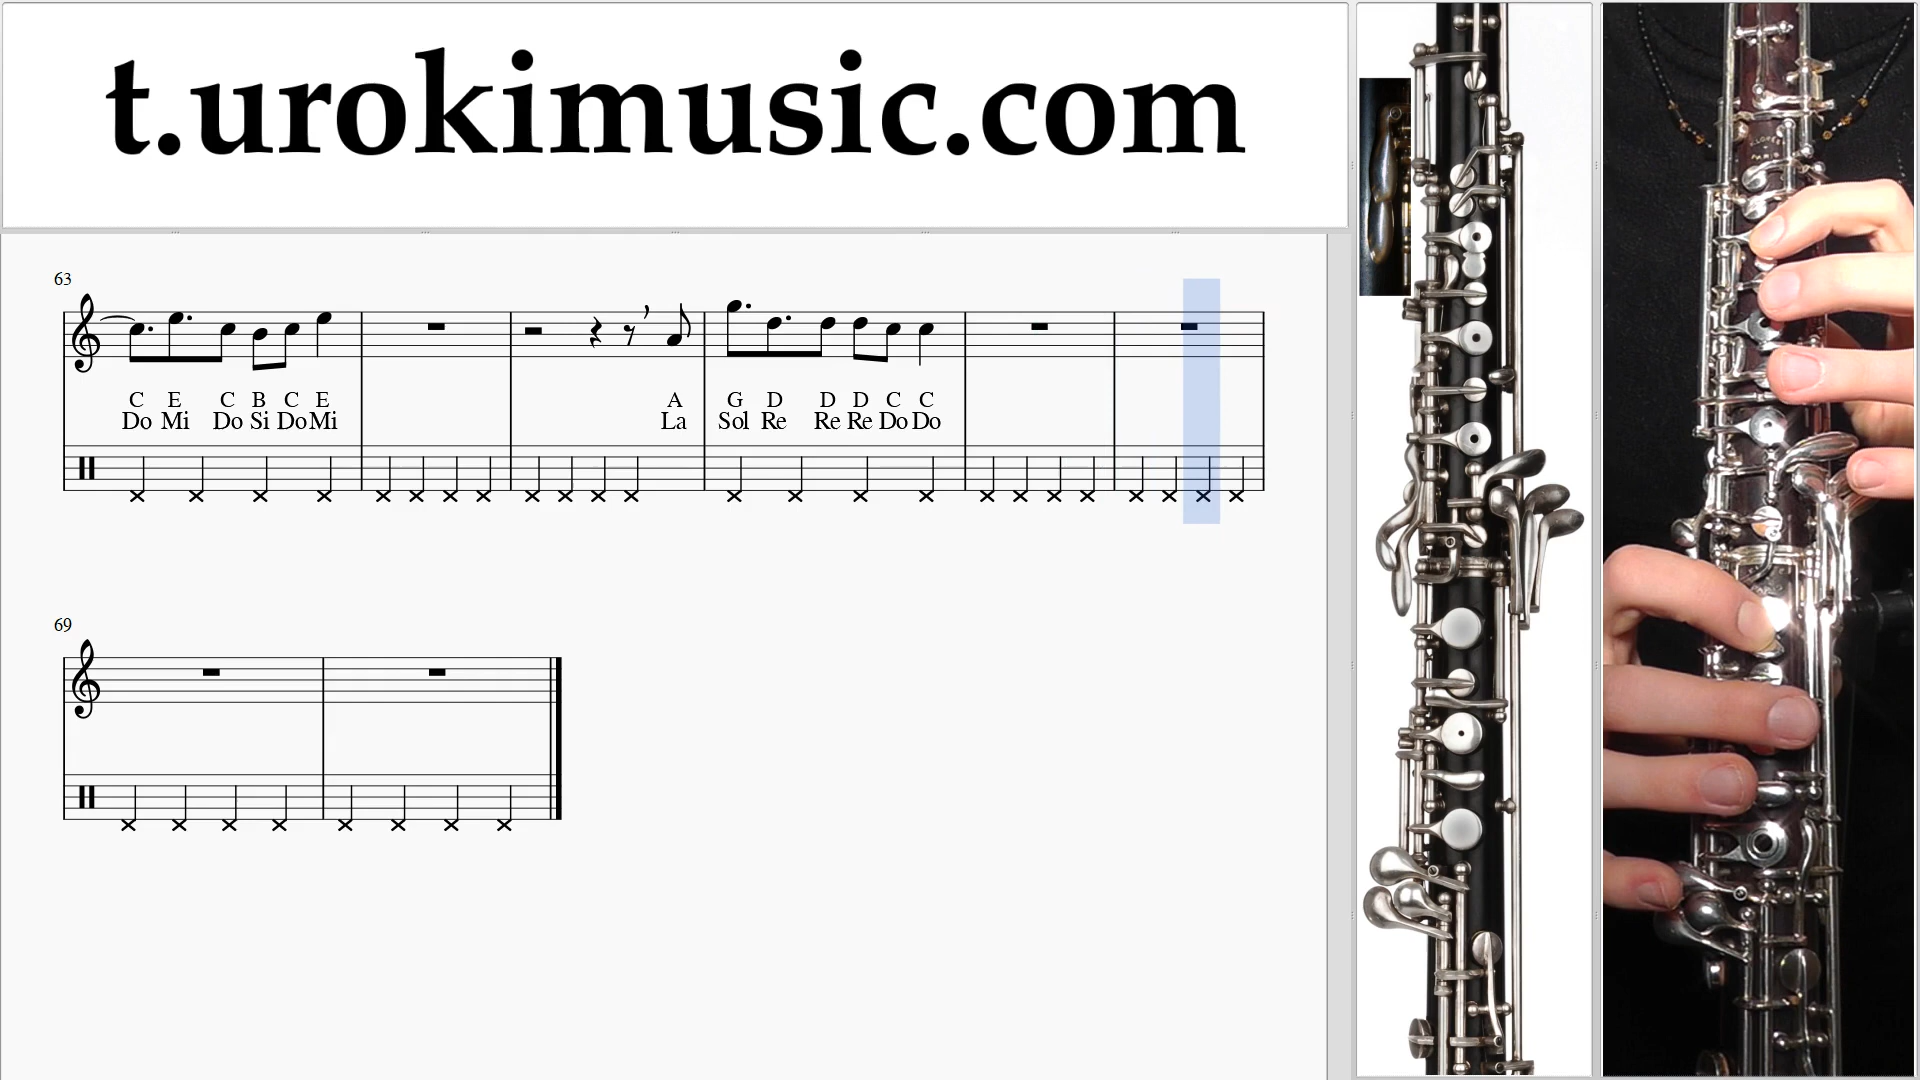 t.urokimusic.com
63
C E C B C E A G D D D C C
Do Mi Do Si Do Mi La Sol Re Re Re Do Do
69